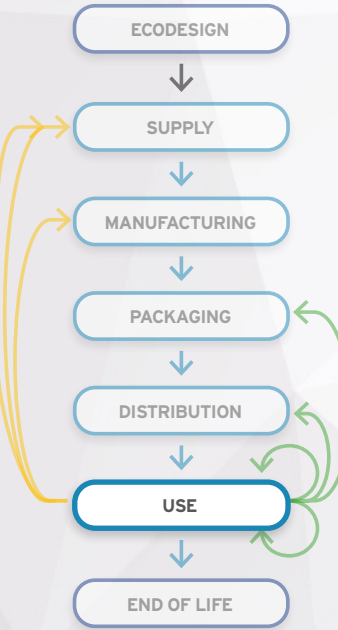 ECODESIGN
SUPPLY
MANUFACTURING
PACKAGING
DISTRIBUTION
USE
END OF LIFE